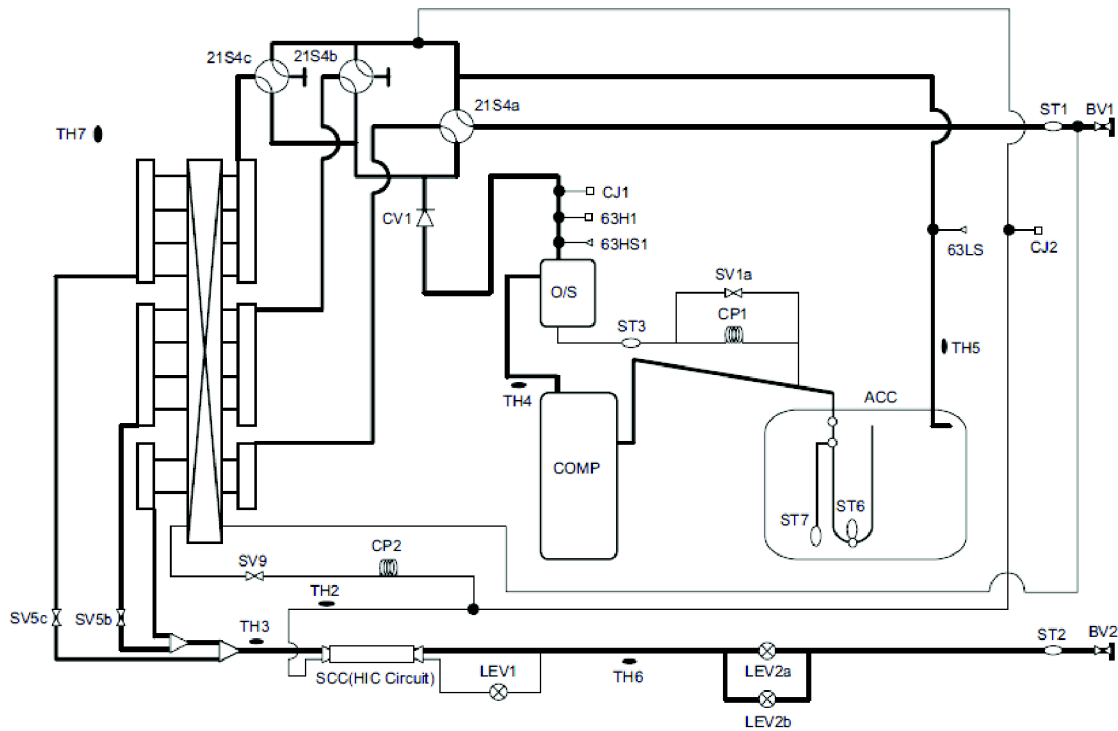 21S4c
21S4b
21S4a
ST1
BV1
TH7
CJ1
CV1
63H1
63HS1
63LS
CJ2
SV1a
O/S
CP1
ST3
TH5
TH4
ACC
COMP
ST6
ST7
CP2
SV9
TH2
SV5c
SV5b
TH3
ST2
BV2
LEV1
TH6
LEV2a
SCC(HIC Circuit)
LEV2b